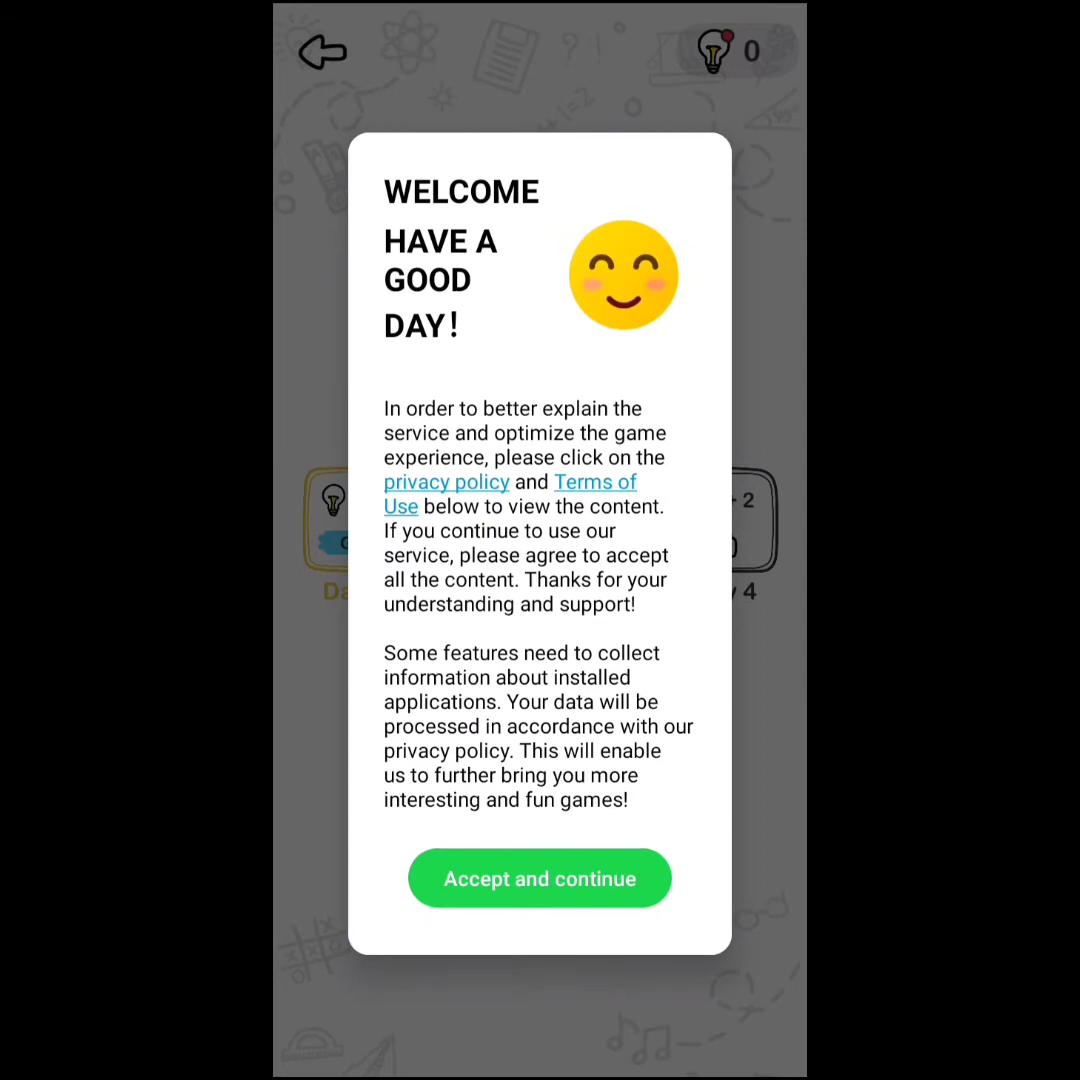 0
WELCOME
HAVE A
GOOD
DAY!
In order to better explain the
service and optimize the game
experience, please click on the
privacy policy and Terms of
Use below to view the content.
If you continue to use our
service, please agree to accept
all the content. Thanks for your
understanding and support!
Some features need to collect
information about installed
applications. Your data will be
processed in accordance with our
privacy policy. This will enable
us to further bring you more
interesting and fun games!
Accept and continue
2
4